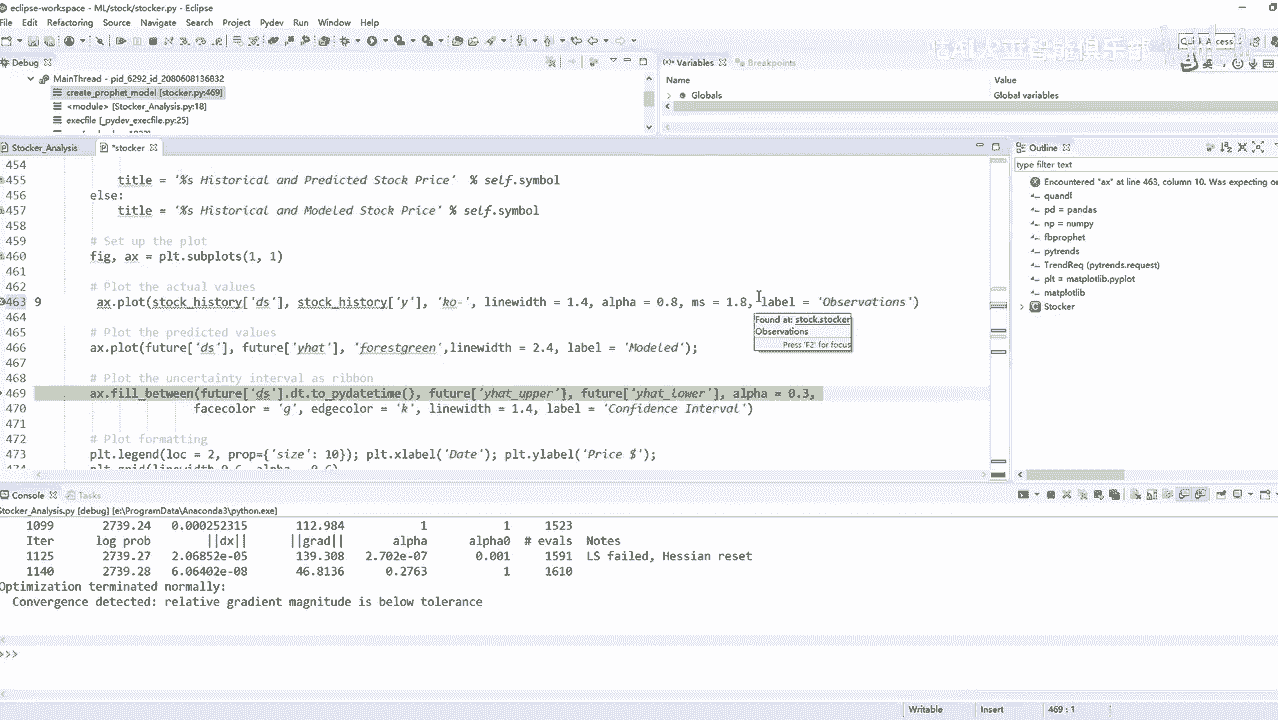 eclipse-workspace - ML/stock/stocker.py - Eclipse
File Edit Refactoring Source Navigate Search Project Pydev Run Window Help
Quick Access
Debug
MainThread - pid_6292_id_2080608136832
create_prophet_model [stocker.py:469]
<module> [Stocker_Analysis.py:18]
execfile [_pydev_execfile.py:25]
Variables Breakpoints
Name Value
Globals Global variables
Stocker_Analysis *stocker
454
455 title = '%s Historical and Predicted Stock Price' % self.symbol
456 else:
457 title = '%s Historical and Modeled Stock Price' % self.symbol
458
459 # Set up the plot
460 fig, ax = plt.subplots(1, 1)
461
462 # Plot the actual values
463 9 ax.plot(stock_history['ds'], stock_history['y'], 'ko-', linewidth = 1.4, alpha = 0.8, ms = 1.8, label = 'Observations')
464
465 # Plot the predicted values
466 ax.plot(future['ds'], future['yhat'], 'forestgreen',linewidth = 2.4, label = 'Modeled');
467
468 # Plot the uncertainty interval as ribbon
469 ax.fill_between(future['ds'].dt.to_pydatetime(), future['yhat_upper'], future['yhat_lower'], alpha = 0.3,
470 facecolor = 'g', edgecolor = 'k', linewidth = 1.4, label = 'Confidence Interval')
471
472 # Plot formatting
473 plt.legend(loc = 2, prop={'size': 10}); plt.xlabel('Date'); plt.ylabel('Price $');
Found at: stock.stocker
Observations
Press 'F2' for focus
Outline
type filter text
Encountered "ax" at line 463, column 10. Was expecting
quandl
pd = pandas
np = numpy
fbprophet
pytrends
TrendReq (pytrends.request)
plt = matplotlib.pyplot
matplotlib
Stocker
Console Tasks
Stocker_Analysis.py [debug] [e:\ProgramData\Anaconda3\python.exe]
1099 2739.24 0.000252315 112.984 1 1 1523
Iter log prob ||dx|| ||grad|| alpha alpha0 # evals Notes
1125 2739.27 2.06852e-05 139.308 2.702e-07 0.001 1591 LS failed, Hessian reset
1140 2739.28 6.06402e-08 46.8136 0.2763 1 1610
Optimization terminated normally:
Convergence detected: relative gradient magnitude is below tolerance
>>>
Writable Insert 469 : 1